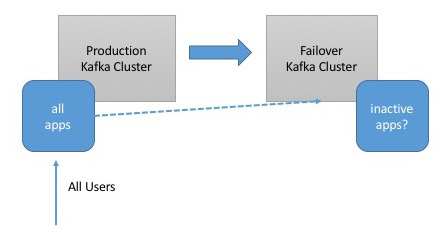 Production
Kafka Cluster
Failover
Kafka Cluster
all
apps
inactive
apps?
All Users